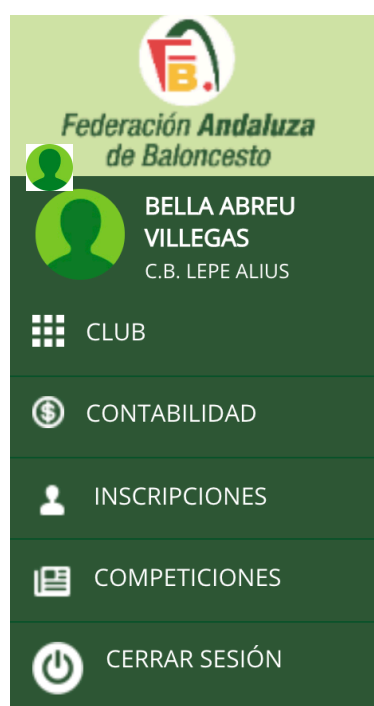 FB.
Federación Andaluza
de Baloncesto
BELLA ABREU
VILLEGAS
C.B. LEPE ALIUS
CLUB
CONTABILIDAD
INSCRIPCIONES
COMPETICIONES
CERRAR SESIÓN